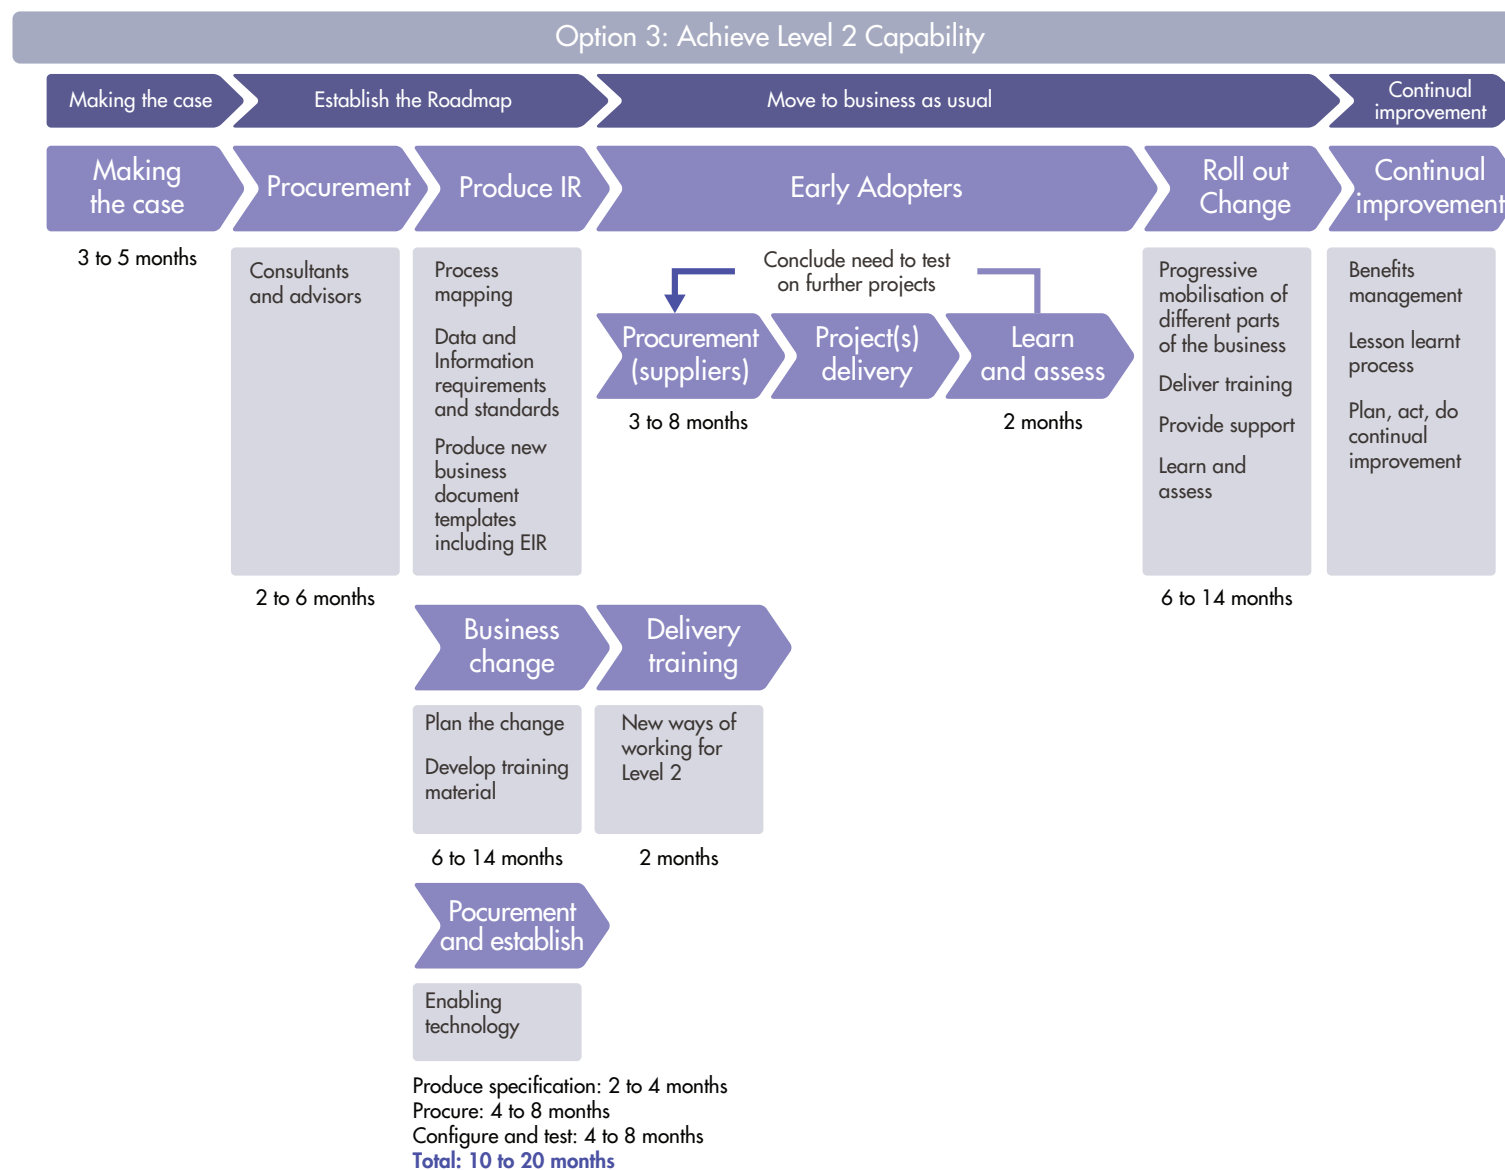 Option 3: Achieve Level 2 Capability
Making the case
Establish the Roadmap
Move to business as usual
Continual
improvement
Making
the case
Procurement
Produce IR
Early Adopters
Roll out
Change
Continual
improvement
3 to 5 months
Consultants
and advisors
2 to 6 months
Process
mapping
Data and
Information
requirements
and standards
Produce new
business
document
templates
including EIR
Conclude need to test
on further projects
Procurement
(suppliers)
Project(s)
delivery
Learn
and assess
3 to 8 months
2 months
Progressive
mobilisation of
different parts
of the business
Deliver training
Provide support
Learn and
assess
6 to 14 months
Benefits
management
Lesson learnt
process
Plan, act, do
continual
improvement
Business
change
Delivery
training
Plan the change
Develop training
material
New ways of
working for
Level 2
6 to 14 months
2 months
Pocurement
and establish
Enabling
technology
Produce specification: 2 to 4 months
Procure: 4 to 8 months
Configure and test: 4 to 8 months
Total: 10 to 20 months